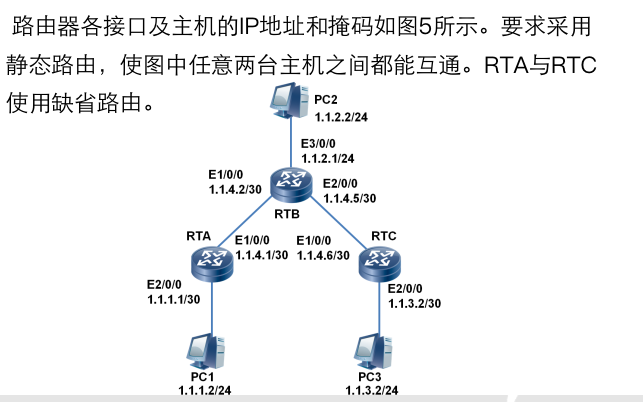 路由器各接口及主机的IP地址和掩码如图5所示。要求采用
静态路由，使图中任意两台主机之间都能互通。RTA与RTC
使用缺省路由。
PC2
1.1.2.2/24
E3/0/0
1.1.2.1/24
E1/0/0
1.1.4.2/30
E2/0/0
1.1.4.5/30
RTB
RTA
E1/0/0
1.1.4.1/30
E1/0/0
1.1.4.6/30
RTC
E2/0/0
1.1.1.1/30
E2/0/0
1.1.3.2/30
PC1
1.1.1.2/24
PC3
1.1.3.2/24